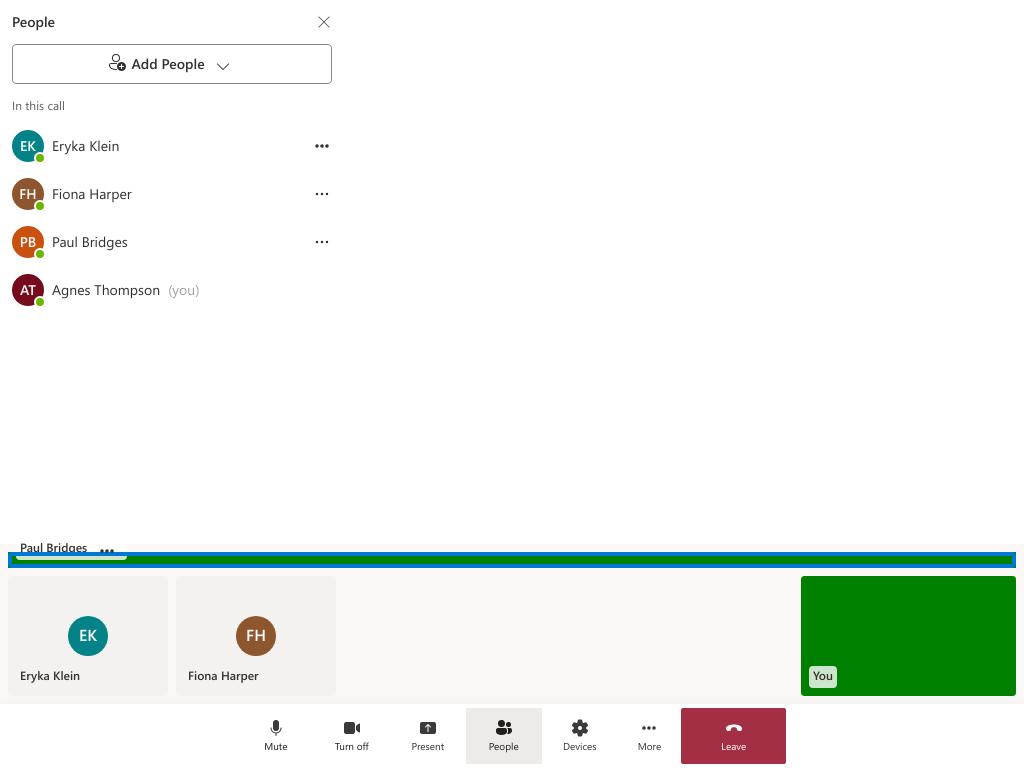 People
Add People
In this call
EK Eryka Klein
FH Fiona Harper
PB Paul Bridges
AT Agnes Thompson (you)
Paul Bridges
EK
FH
Eryka Klein
Fiona Harper
You
Mute
Turn off
Present
People
Devices
More
Leave